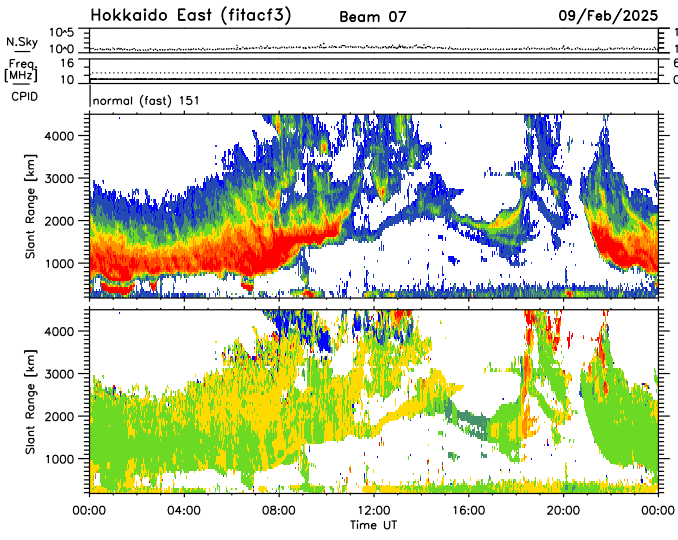 Hokkaido East (fitacf3) Beam 07 09/Feb/2025
N.Sky 10^5 10^0 1 1
Freq. [MHz] 16 10 6 0
CPID normal (fast) 151
Slant Range [km] 4000 3000 2000 1000
Slant Range [km] 4000 3000 2000 1000
00:00 04:00 08:00 12:00 16:00 20:00 00:00
Time UT